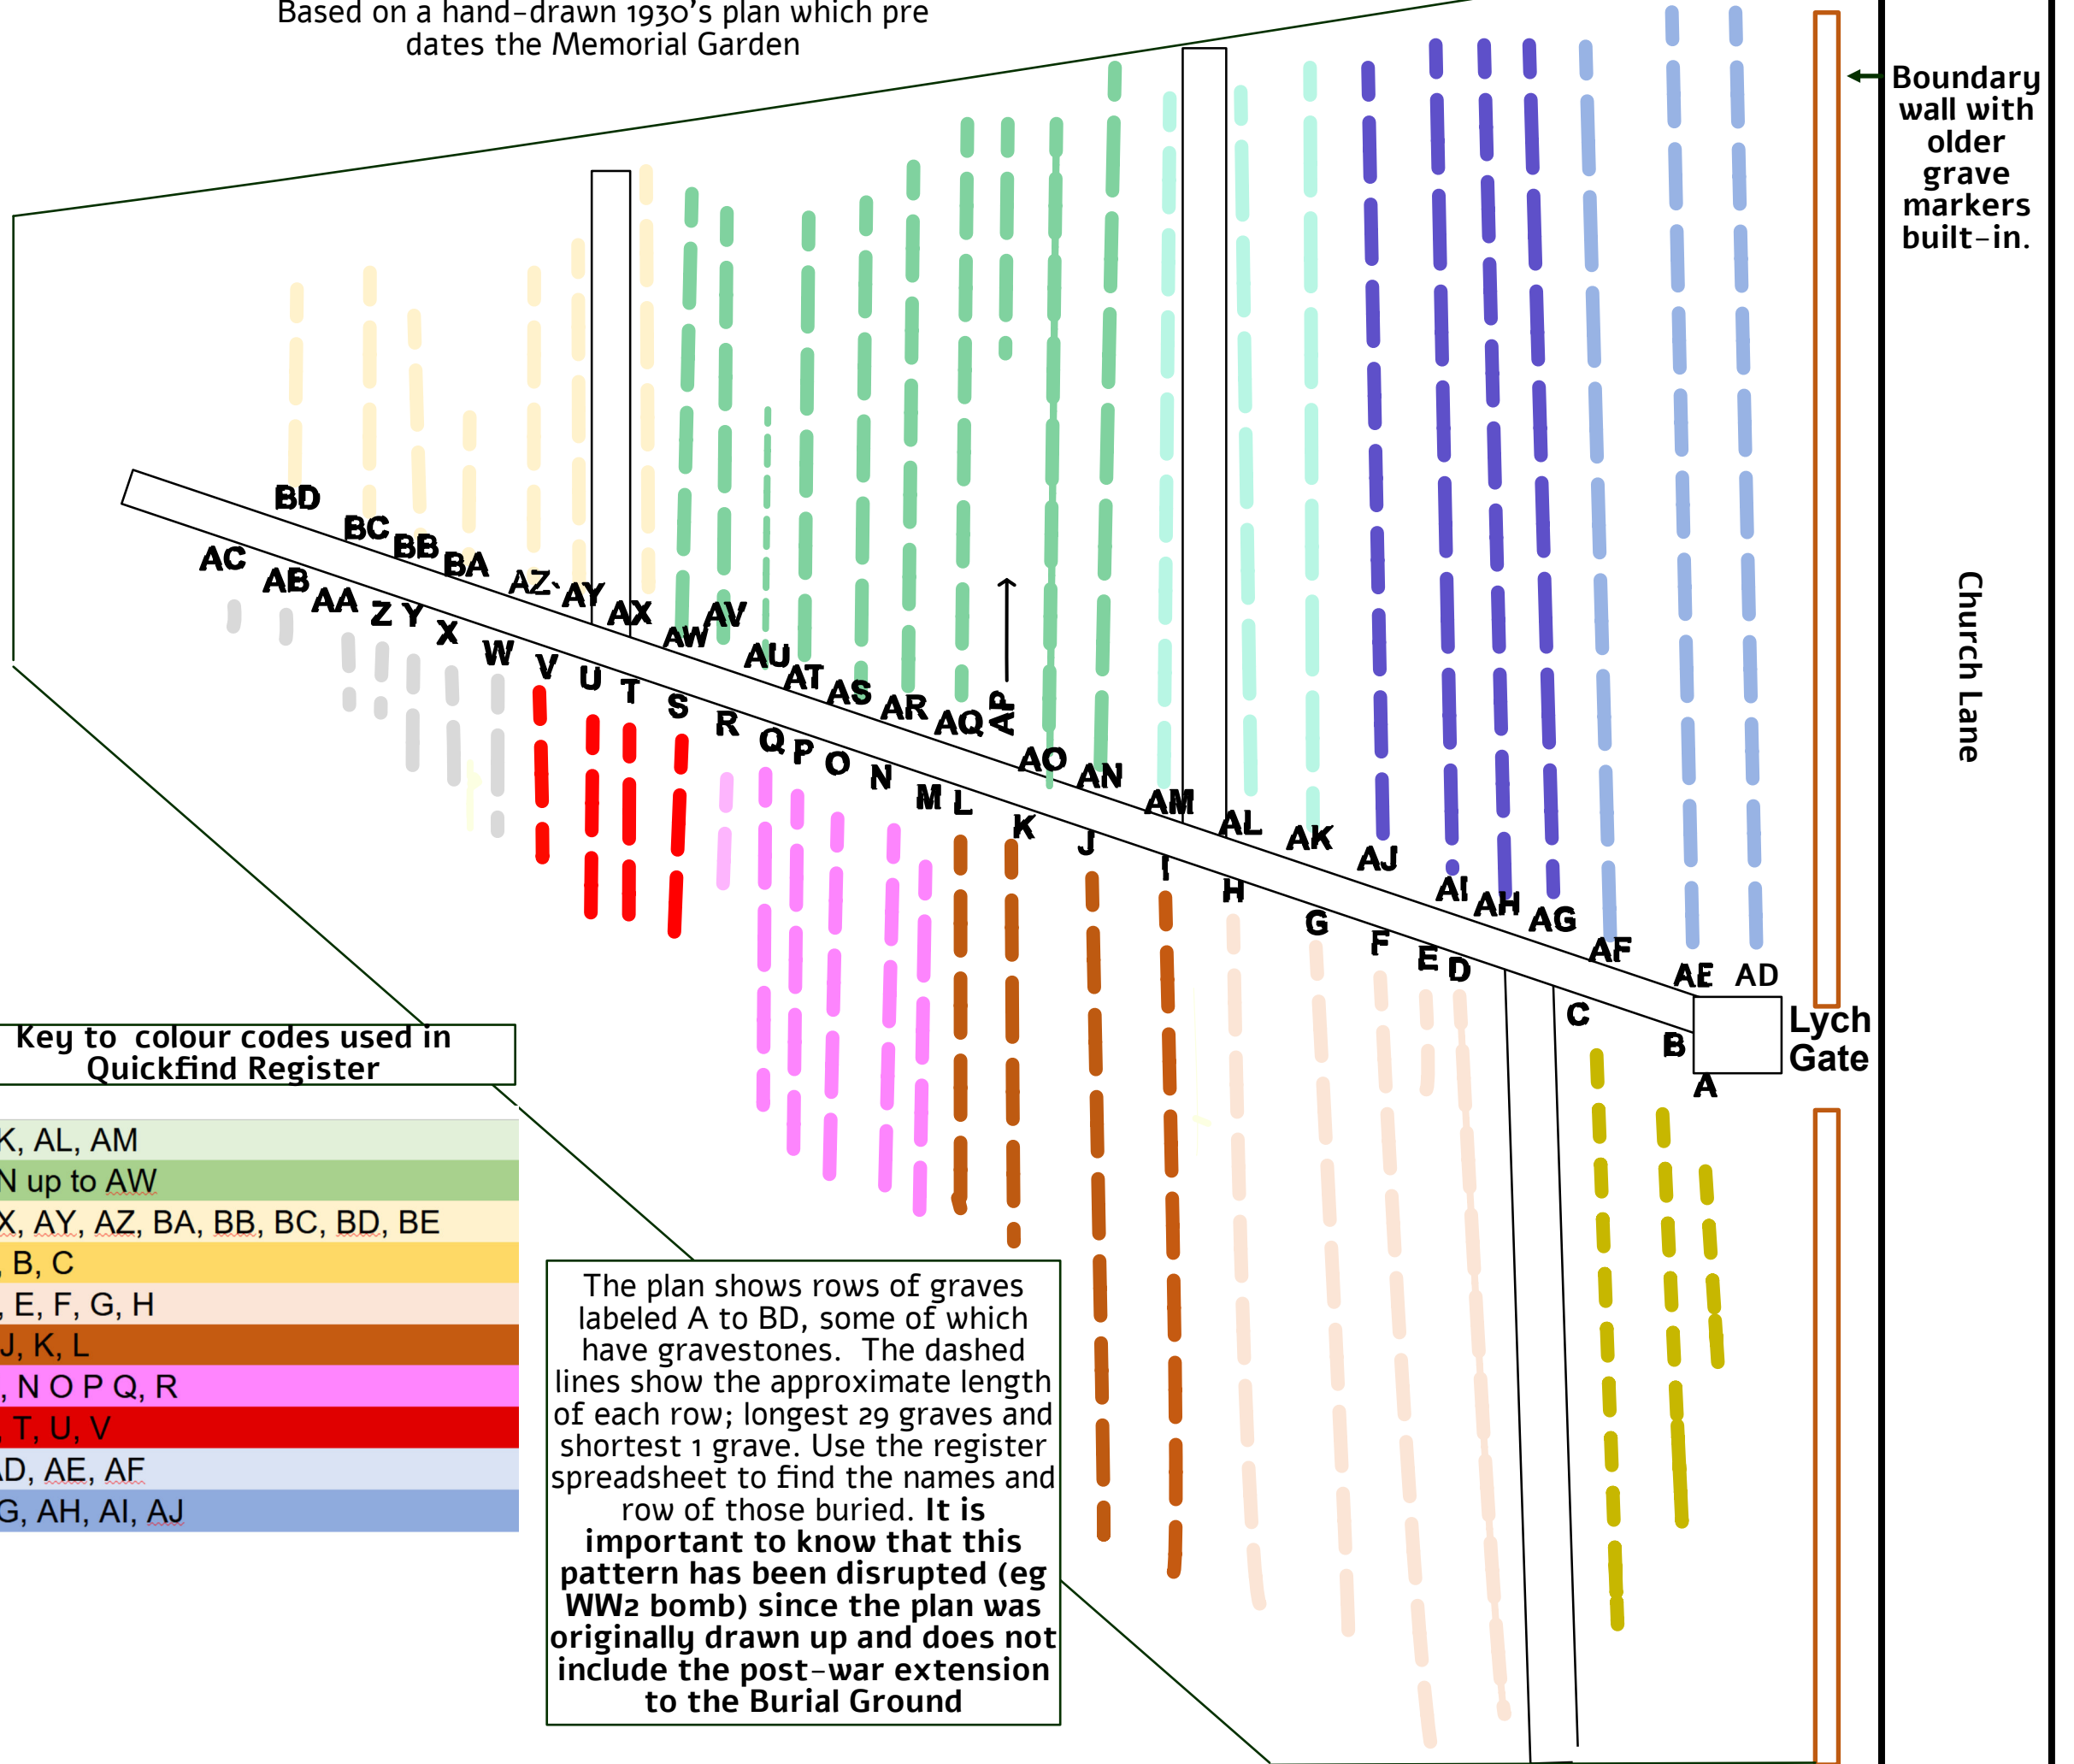 Based on a hand-drawn 1930's plan which pre
dates the Memorial Garden
Boundary
wall with
older
grave
markers
built-in.
Church Lane
BD
BC
BB
BA
AZ`
AY
AX
AW
AV
AU
AT
AS
AR
AQ
AP
AO
AN
AM
AL
AK
AJ
AI
AH
AG
AF
AE
AD
AC
AB
AA
Z
Y
X
W
V
U
T
S
R
Q
P
O
N
M
L
K
J
I
H
G
F
E
D
C
B
A
Lych
Gate
Key to colour codes used in
Quickfind Register
K, AL, AM
N up to AW
X, AY, AZ, BA, BB, BC, BD, BE
, B, C
, E, F, G, H
J, K, L
, N O P Q, R
, T, U, V
AD, AE, AF
G, AH, AI, AJ
The plan shows rows of graves
labeled A to BD, some of which
have gravestones. The dashed
lines show the approximate length
of each row; longest 29 graves and
shortest 1 grave. Use the register
spreadsheet to find the names and
row of those buried. It is
important to know that this
pattern has been disrupted (eg
WW2 bomb) since the plan was
originally drawn up and does not
include the post-war extension
to the Burial Ground